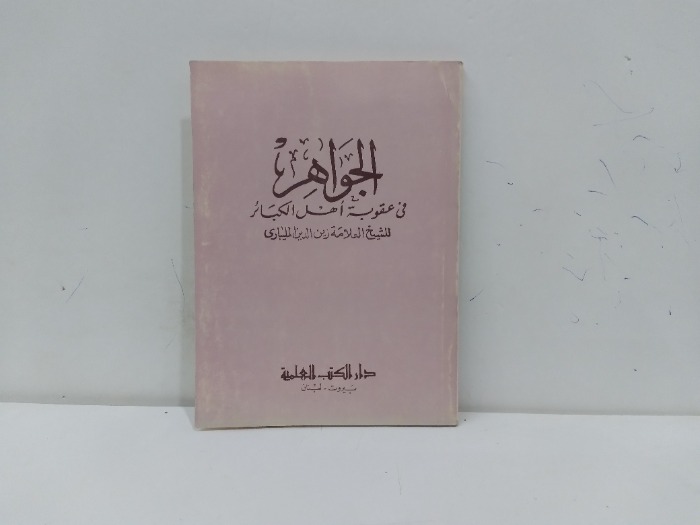 الجواهر
في عقوبة أهل الكبائر
للشيخ العلامة زين الدين المليباري
دار الكتب العلمية
بيروت - لبنان